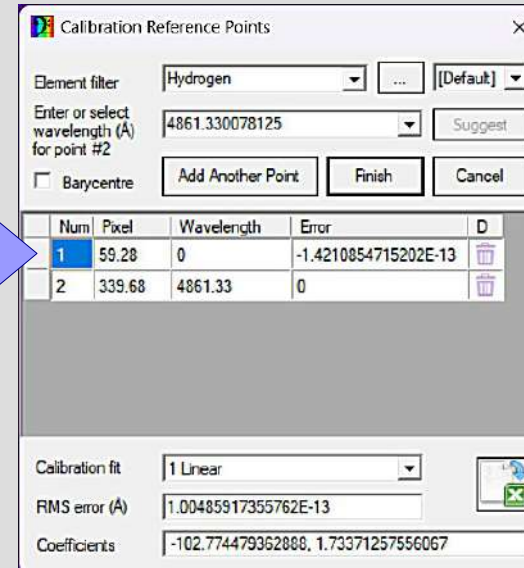 Calibration Reference Points
Element filter Hydrogen ... [Default]
Enter or select wavelength (Å) for point #2 4861.330078125 Suggest
Barycentre Add Another Point Finish Cancel
Num Pixel Wavelength Error D
1 59.28 0 -1.4210854715202E-13
2 339.68 4861.33 0
Calibration fit 1 Linear
RMS error (Å) 1.00485917355762E-13
Coefficients -102.774479362888, 1.73371257556067